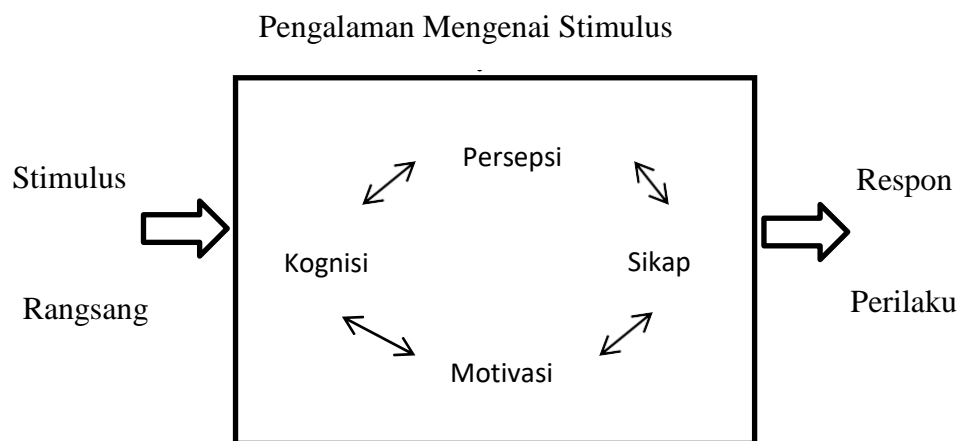 Pengalaman Mengenai Stimulus
Persepsi
Stimulus
Respon
Kognisi
Sikap
Rangsang
Perilaku
Motivasi